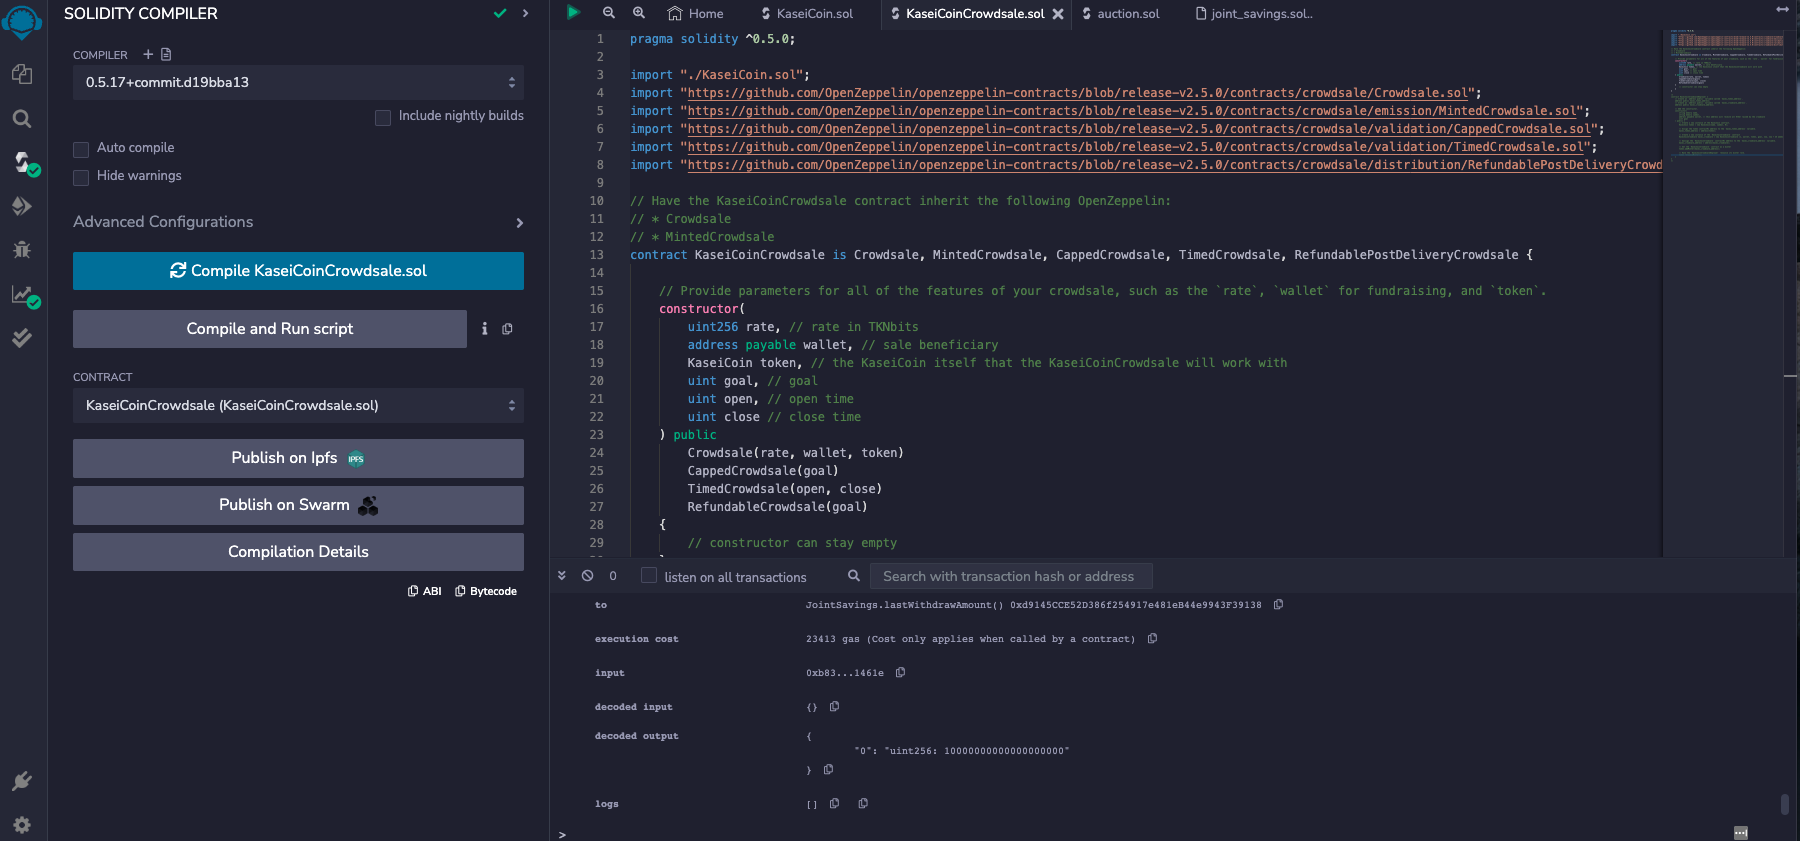 SOLIDITY COMPILER
COMPILER
0.5.17+commit.d19bba13
Include nightly builds
Auto compile
Hide warnings
Advanced Configurations
Compile KaseiCoinCrowdsale.sol
Compile and Run script
CONTRACT
KaseiCoinCrowdsale (KaseiCoinCrowdsale.sol)
Publish on Ipfs IPFS
Publish on Swarm
Compilation Details
ABI Bytecode
Home KaseiCoin.sol KaseiCoinCrowdsale.sol auction.sol joint_savings.sol..
1 pragma solidity ^0.5.0;
2
3 import "./KaseiCoin.sol";
4 import "https://github.com/OpenZeppelin/openzeppelin-contracts/blob/release-v2.5.0/contracts/crowdsale/Crowdsale.sol";
5 import "https://github.com/OpenZeppelin/openzeppelin-contracts/blob/release-v2.5.0/contracts/crowdsale/emission/MintedCrowdsale.sol";
6 import "https://github.com/OpenZeppelin/openzeppelin-contracts/blob/release-v2.5.0/contracts/crowdsale/validation/CappedCrowdsale.sol";
7 import "https://github.com/OpenZeppelin/openzeppelin-contracts/blob/release-v2.5.0/contracts/crowdsale/validation/TimedCrowdsale.sol";
8 import "https://github.com/OpenZeppelin/openzeppelin-contracts/blob/release-v2.5.0/contracts/crowdsale/distribution/RefundablePostDeliveryCrowd
9
10 // Have the KaseiCoinCrowdsale contract inherit the following OpenZeppelin:
11 // * Crowdsale
12 // * MintedCrowdsale
13 contract KaseiCoinCrowdsale is Crowdsale, MintedCrowdsale, CappedCrowdsale, TimedCrowdsale, RefundablePostDeliveryCrowdsale {
14
15 // Provide parameters for all of the features of your crowdsale, such as the `rate`, `wallet` for fundraising, and `token`.
16 constructor(
17 uint256 rate, // rate in TKNbits
18 address payable wallet, // sale beneficiary
19 KaseiCoin token, // the KaseiCoin itself that the KaseiCoinCrowdsale will work with
20 uint goal, // goal
21 uint open, // open time
22 uint close // close time
23 ) public
24 Crowdsale(rate, wallet, token)
25 CappedCrowdsale(goal)
26 TimedCrowdsale(open, close)
27 RefundableCrowdsale(goal)
28 {
29 // constructor can stay empty
0 listen on all transactions Search with transaction hash or address
to JointSavings.lastWithdrawAmount() 0xd9145CCE52D386f254917e481eB44e9943F39138
execution cost 23413 gas (Cost only applies when called by a contract)
input 0xb83...1461e
decoded input {}
decoded output {
"0": "uint256: 10000000000000000000"
}
logs []
>